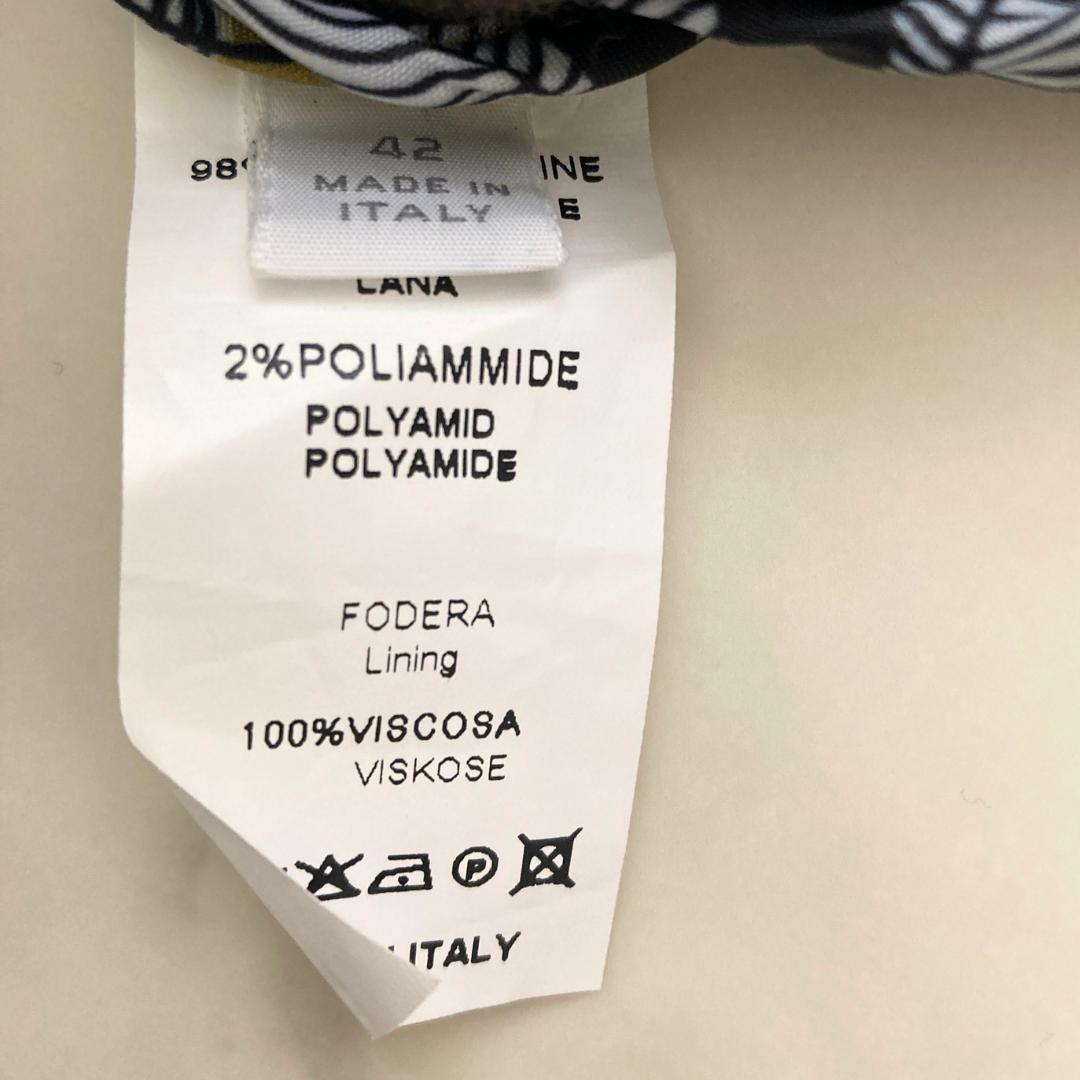 42
MADE IN
ITALY
LANA
2%POLIAMMIDE
POLYAMID
POLYAMIDE
FODERA
Lining
100%VISCOSA
VISKOSE
P
ITALY